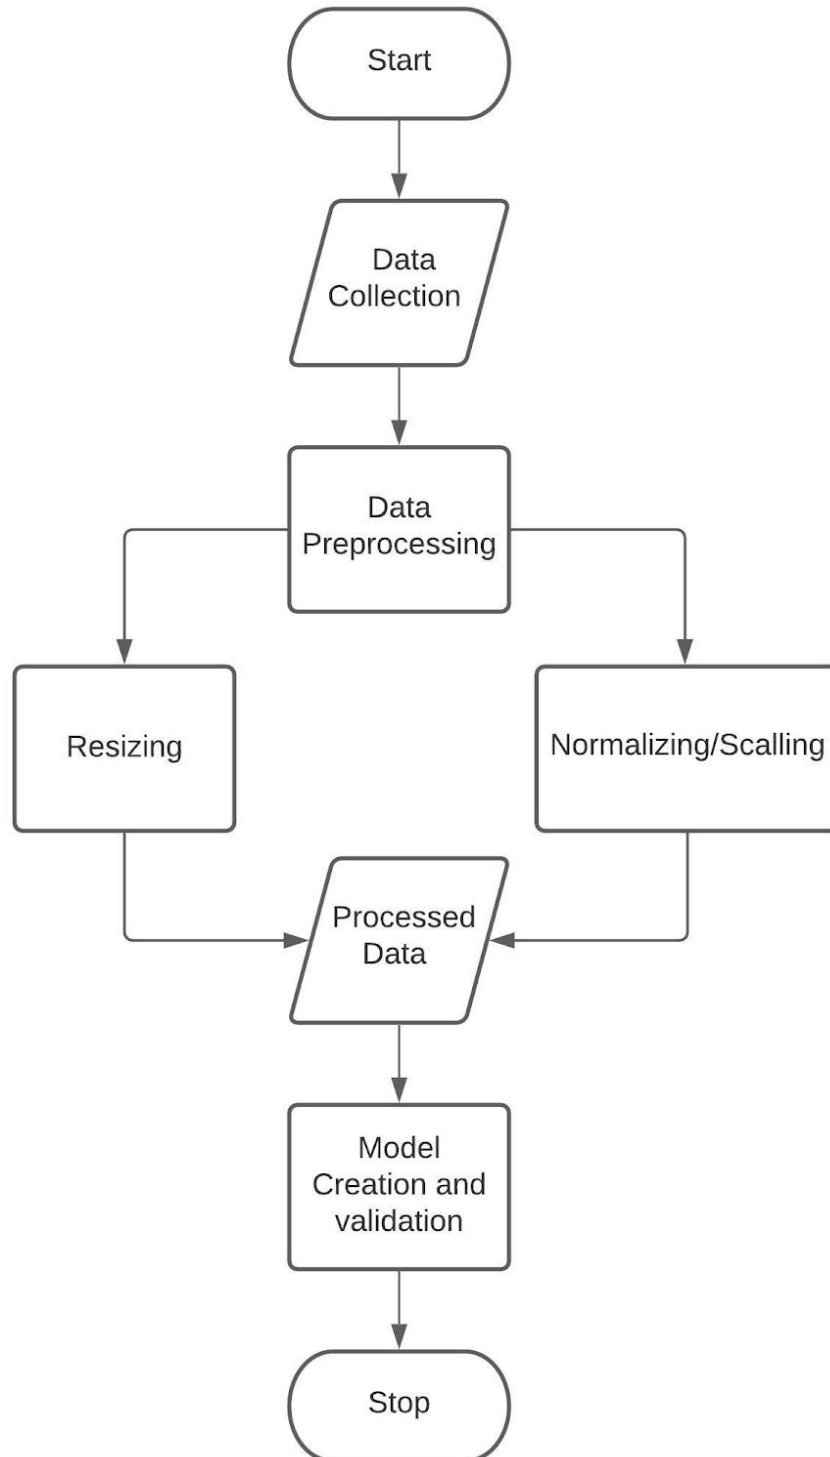 Start
Data
Collection
Data
Preprocessing
Resizing
Normalizing/Scalling
Processed
Data
Model
Creation and
validation
Stop